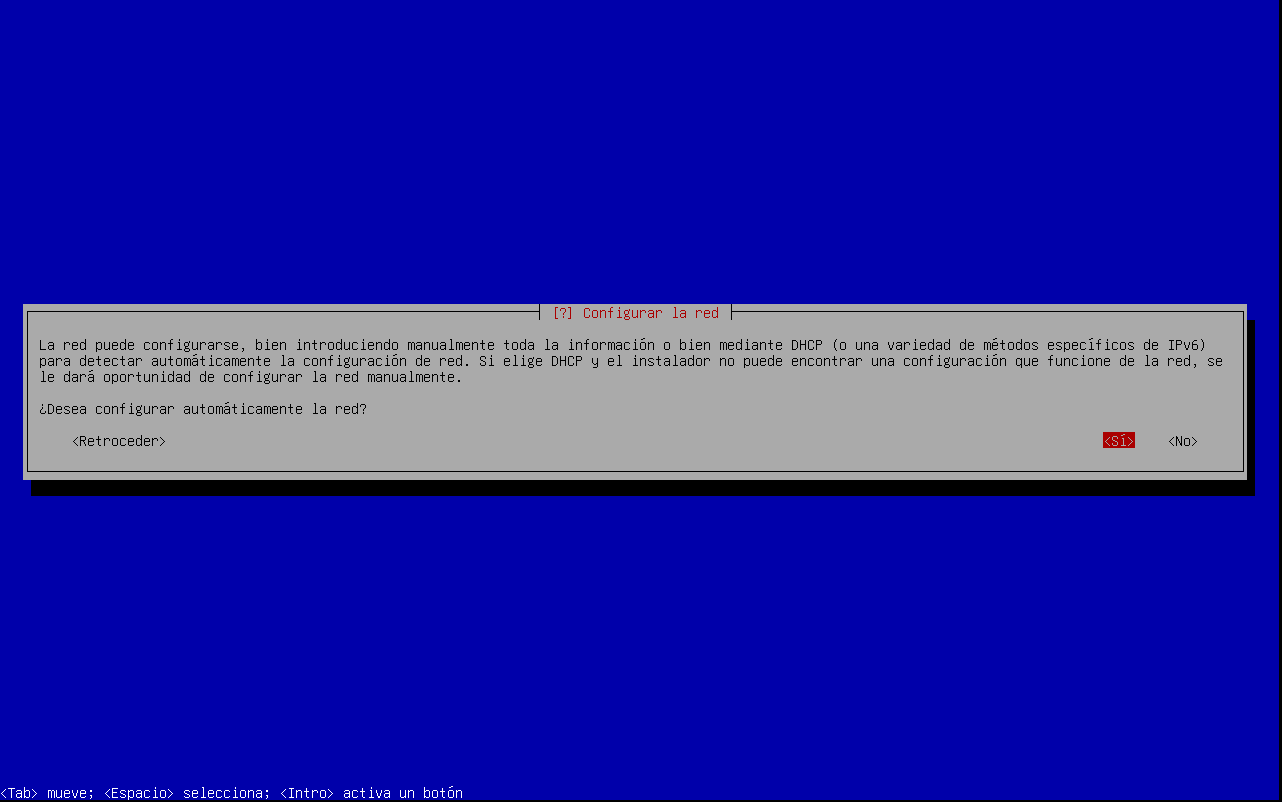 [?] Configurar la red
La red puede configurarse, bien introduciendo manualmente toda la información o bien mediante DHCP (o una variedad de métodos específicos de IPv6)
para detectar automáticamente la configuración de red. Si elige DHCP y el instalador no puede encontrar una configuración que funcione de la red, se
le dará oportunidad de configurar la red manualmente.
¿Desea configurar automáticamente la red?
<Retroceder> <Sí> <No>
<Tab> mueve; <Espacio> selecciona; <Intro> activa un botón